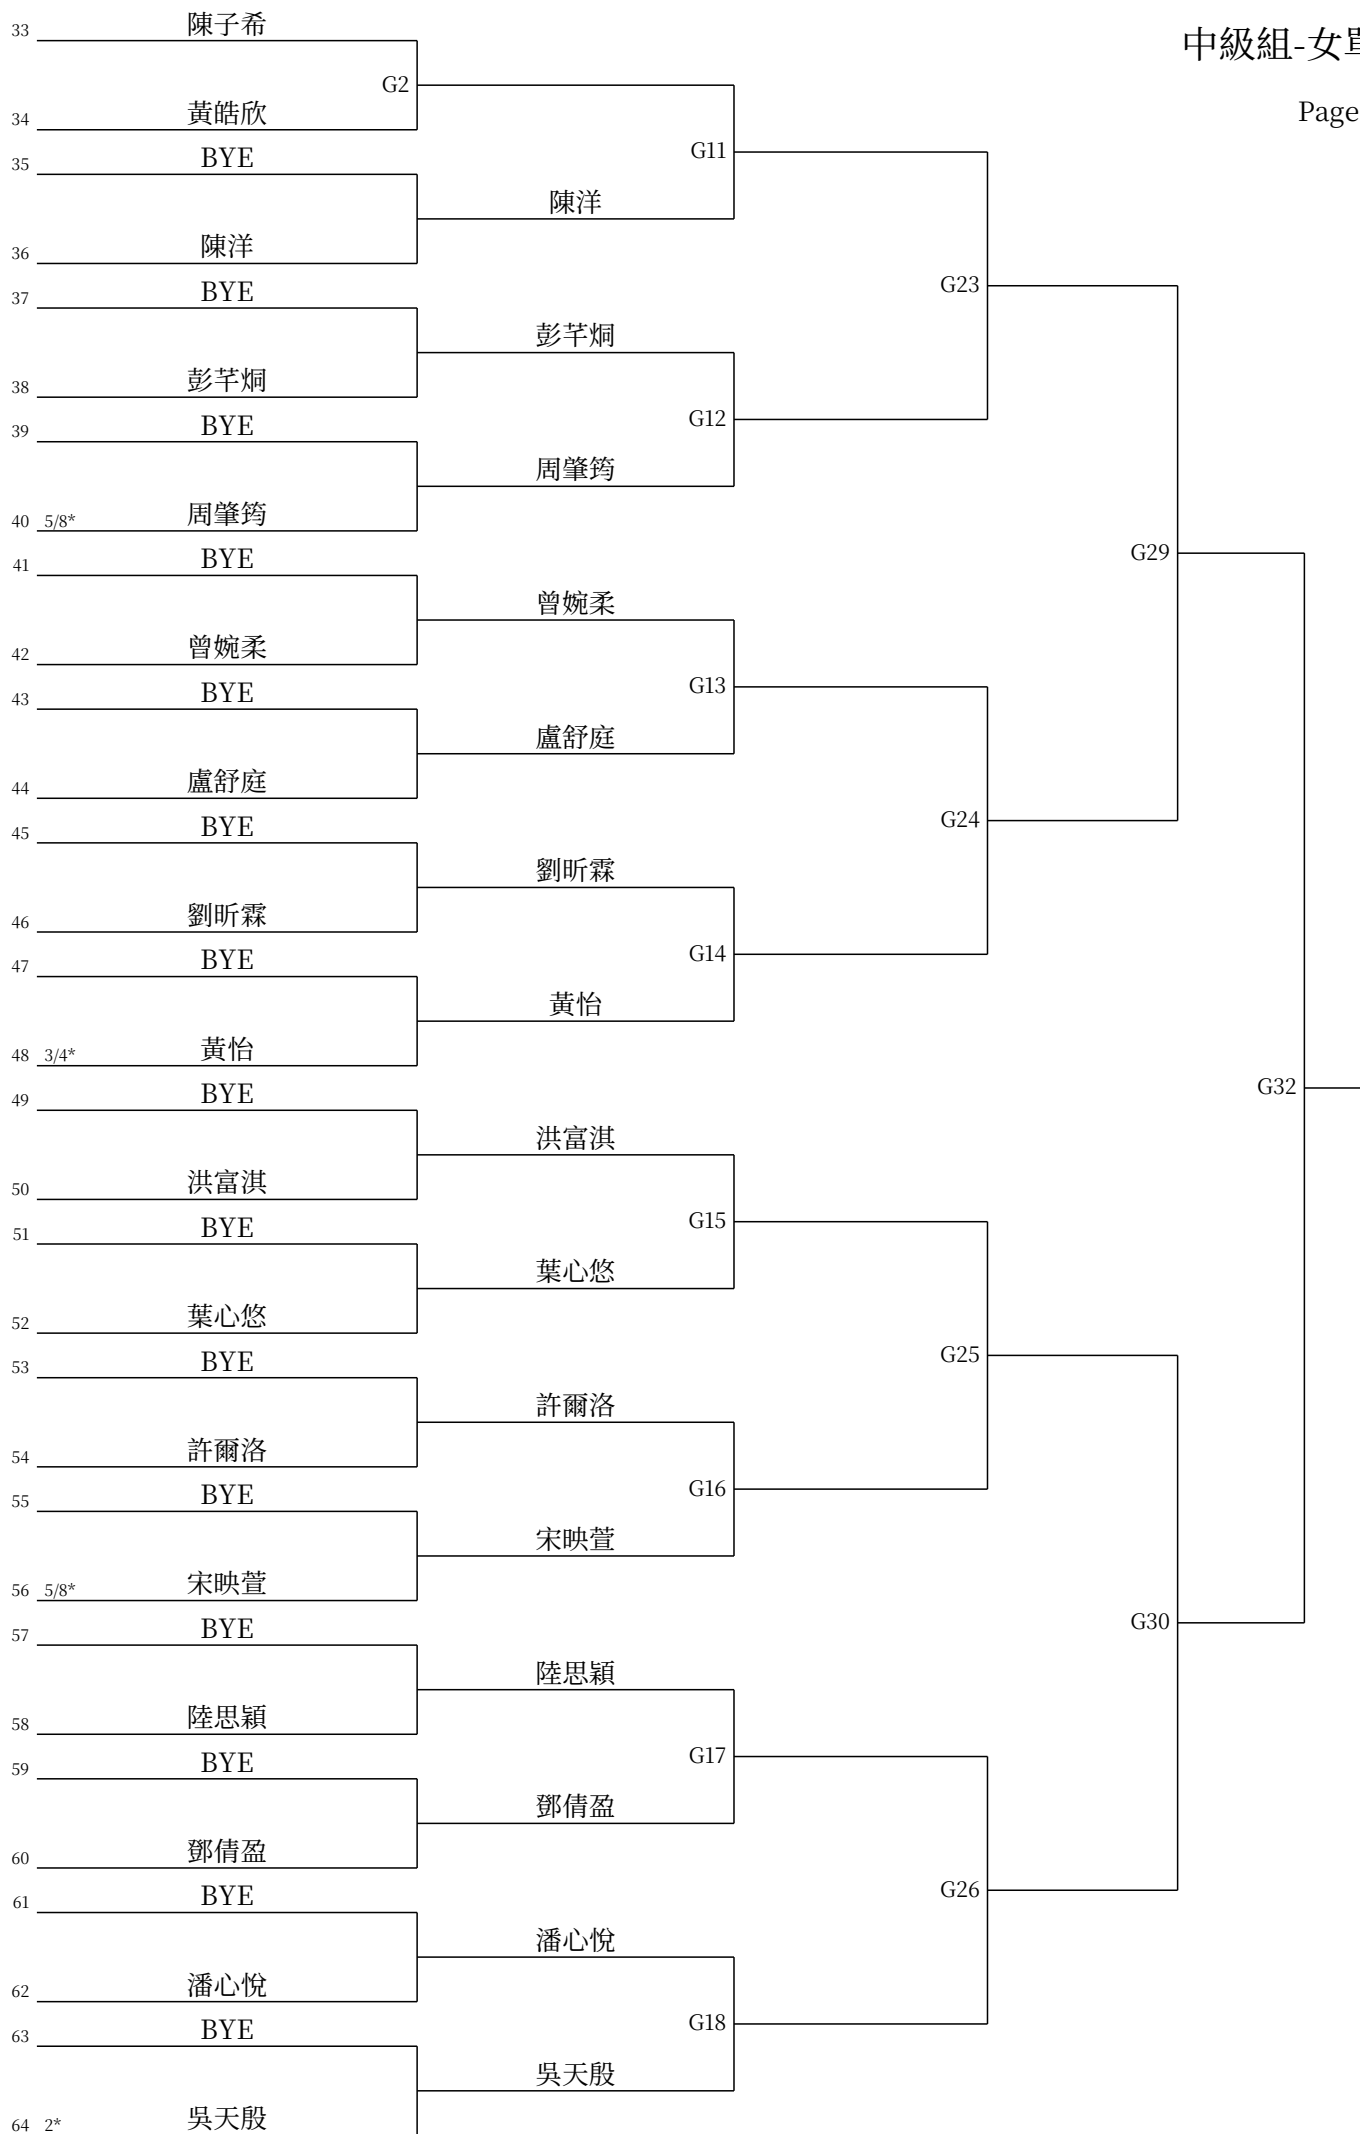 中級組-女
Page
33 陳子希
G2
34 黃皓欣
35 BYE
G11
陳洋
36 陳洋
37 BYE
G23
彭芊炯
38 彭芊炯
39 BYE
G12
周肇筠
40 5/8* 周肇筠
41 BYE
G29
曾婉柔
42 曾婉柔
43 BYE
G13
盧舒庭
44 盧舒庭
45 BYE
G24
劉昕霖
46 劉昕霖
47 BYE
G14
黃怡
48 3/4* 黃怡
49 BYE
G32
洪富淇
50 洪富淇
51 BYE
G15
葉心悠
52 葉心悠
53 BYE
G25
許爾洛
54 許爾洛
55 BYE
G16
宋映萱
56 5/8* 宋映萱
57 BYE
G30
陸思穎
58 陸思穎
59 BYE
G17
鄧倩盈
60 鄧倩盈
61 BYE
G26
潘心悅
62 潘心悅
63 BYE
G18
吳天殷
64 2* 吳天殷